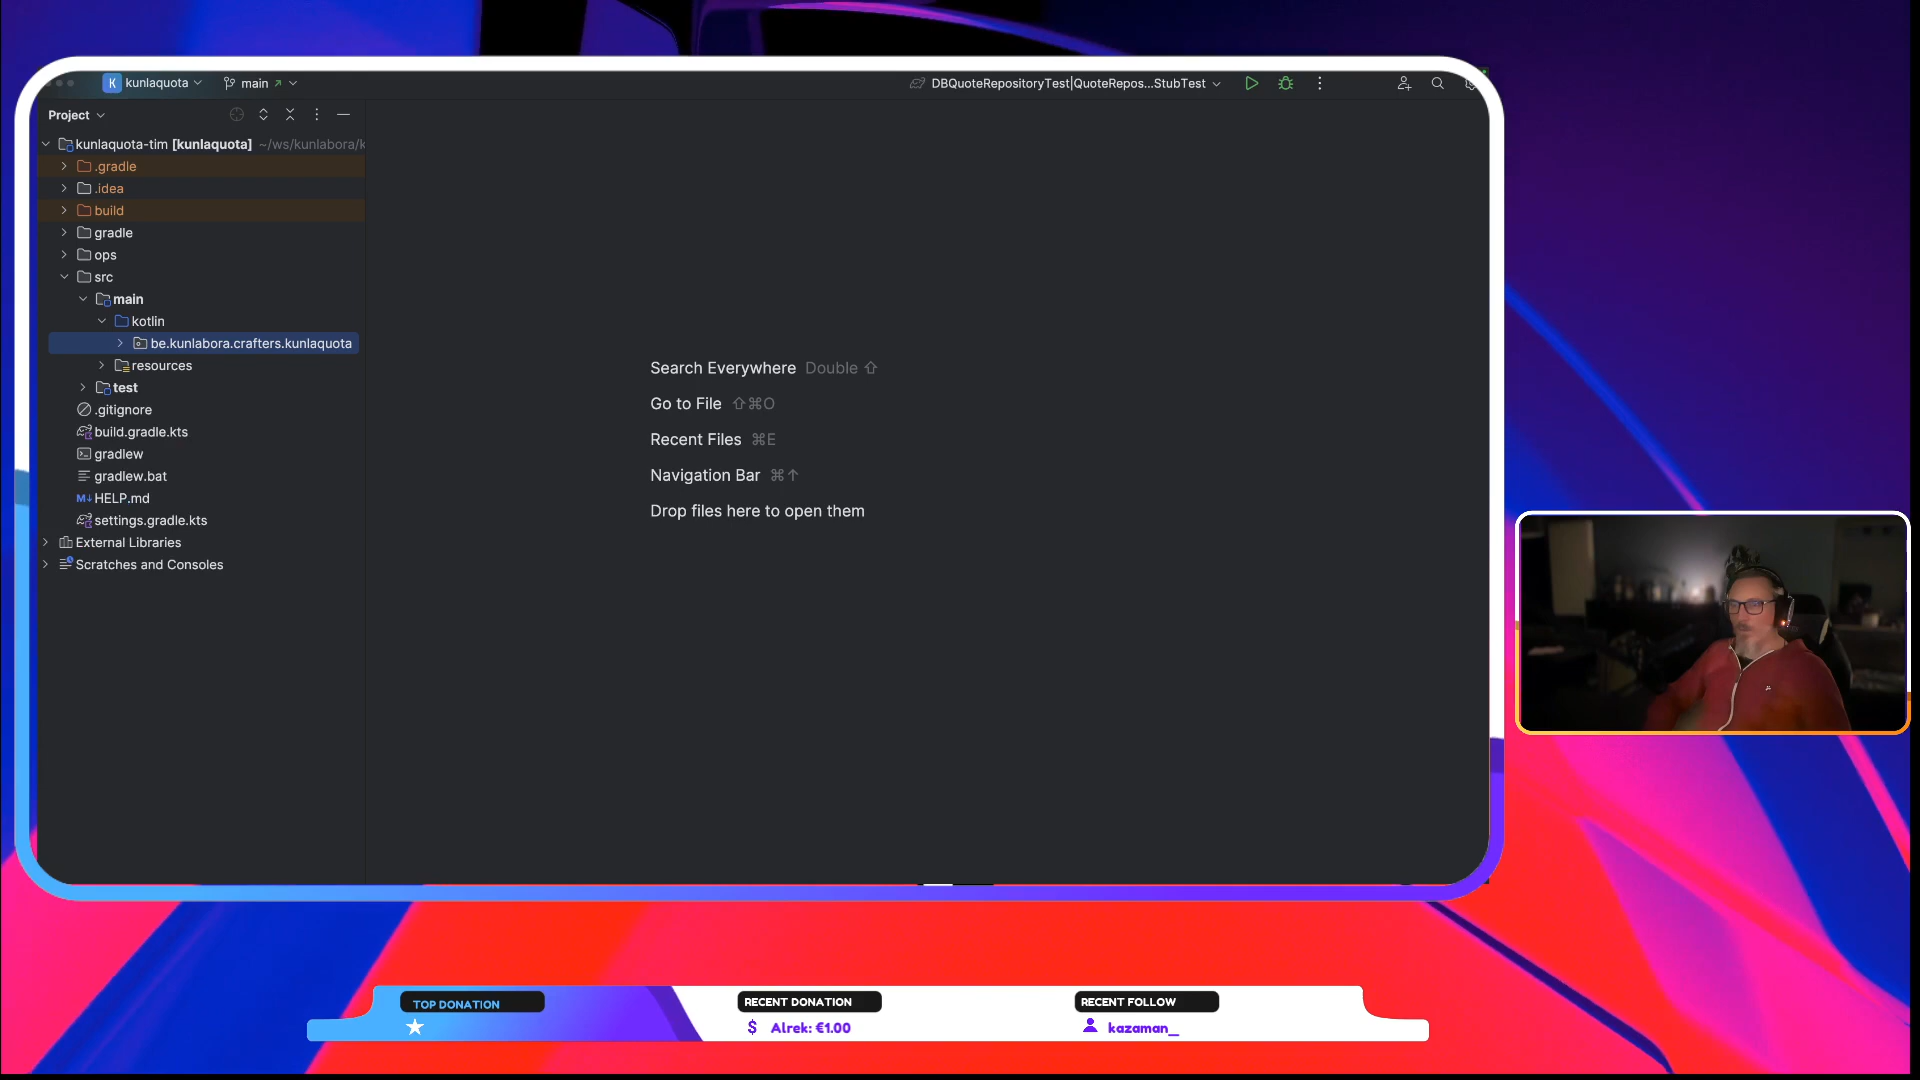 K kunlaquota main DBQuoteRepositoryTest|QuoteRepos...StubTest
Project
kunlaquota-tim [kunlaquota] ~/ws/kunlabora/k
.gradle
.idea
build
gradle
ops
src
main
kotlin
be.kunlabora.crafters.kunlaquota
resources
test
.gitignore
build.gradle.kts
gradlew
gradlew.bat
M↓ HELP.md
settings.gradle.kts
External Libraries
Scratches and Consoles
Search Everywhere Double ⇧
Go to File ⇧⌘O
Recent Files ⌘E
Navigation Bar ⌘↑
Drop files here to open them
TOP DONATION
RECENT DONATION
$ Alrek: €1.00
RECENT FOLLOW
kazaman_